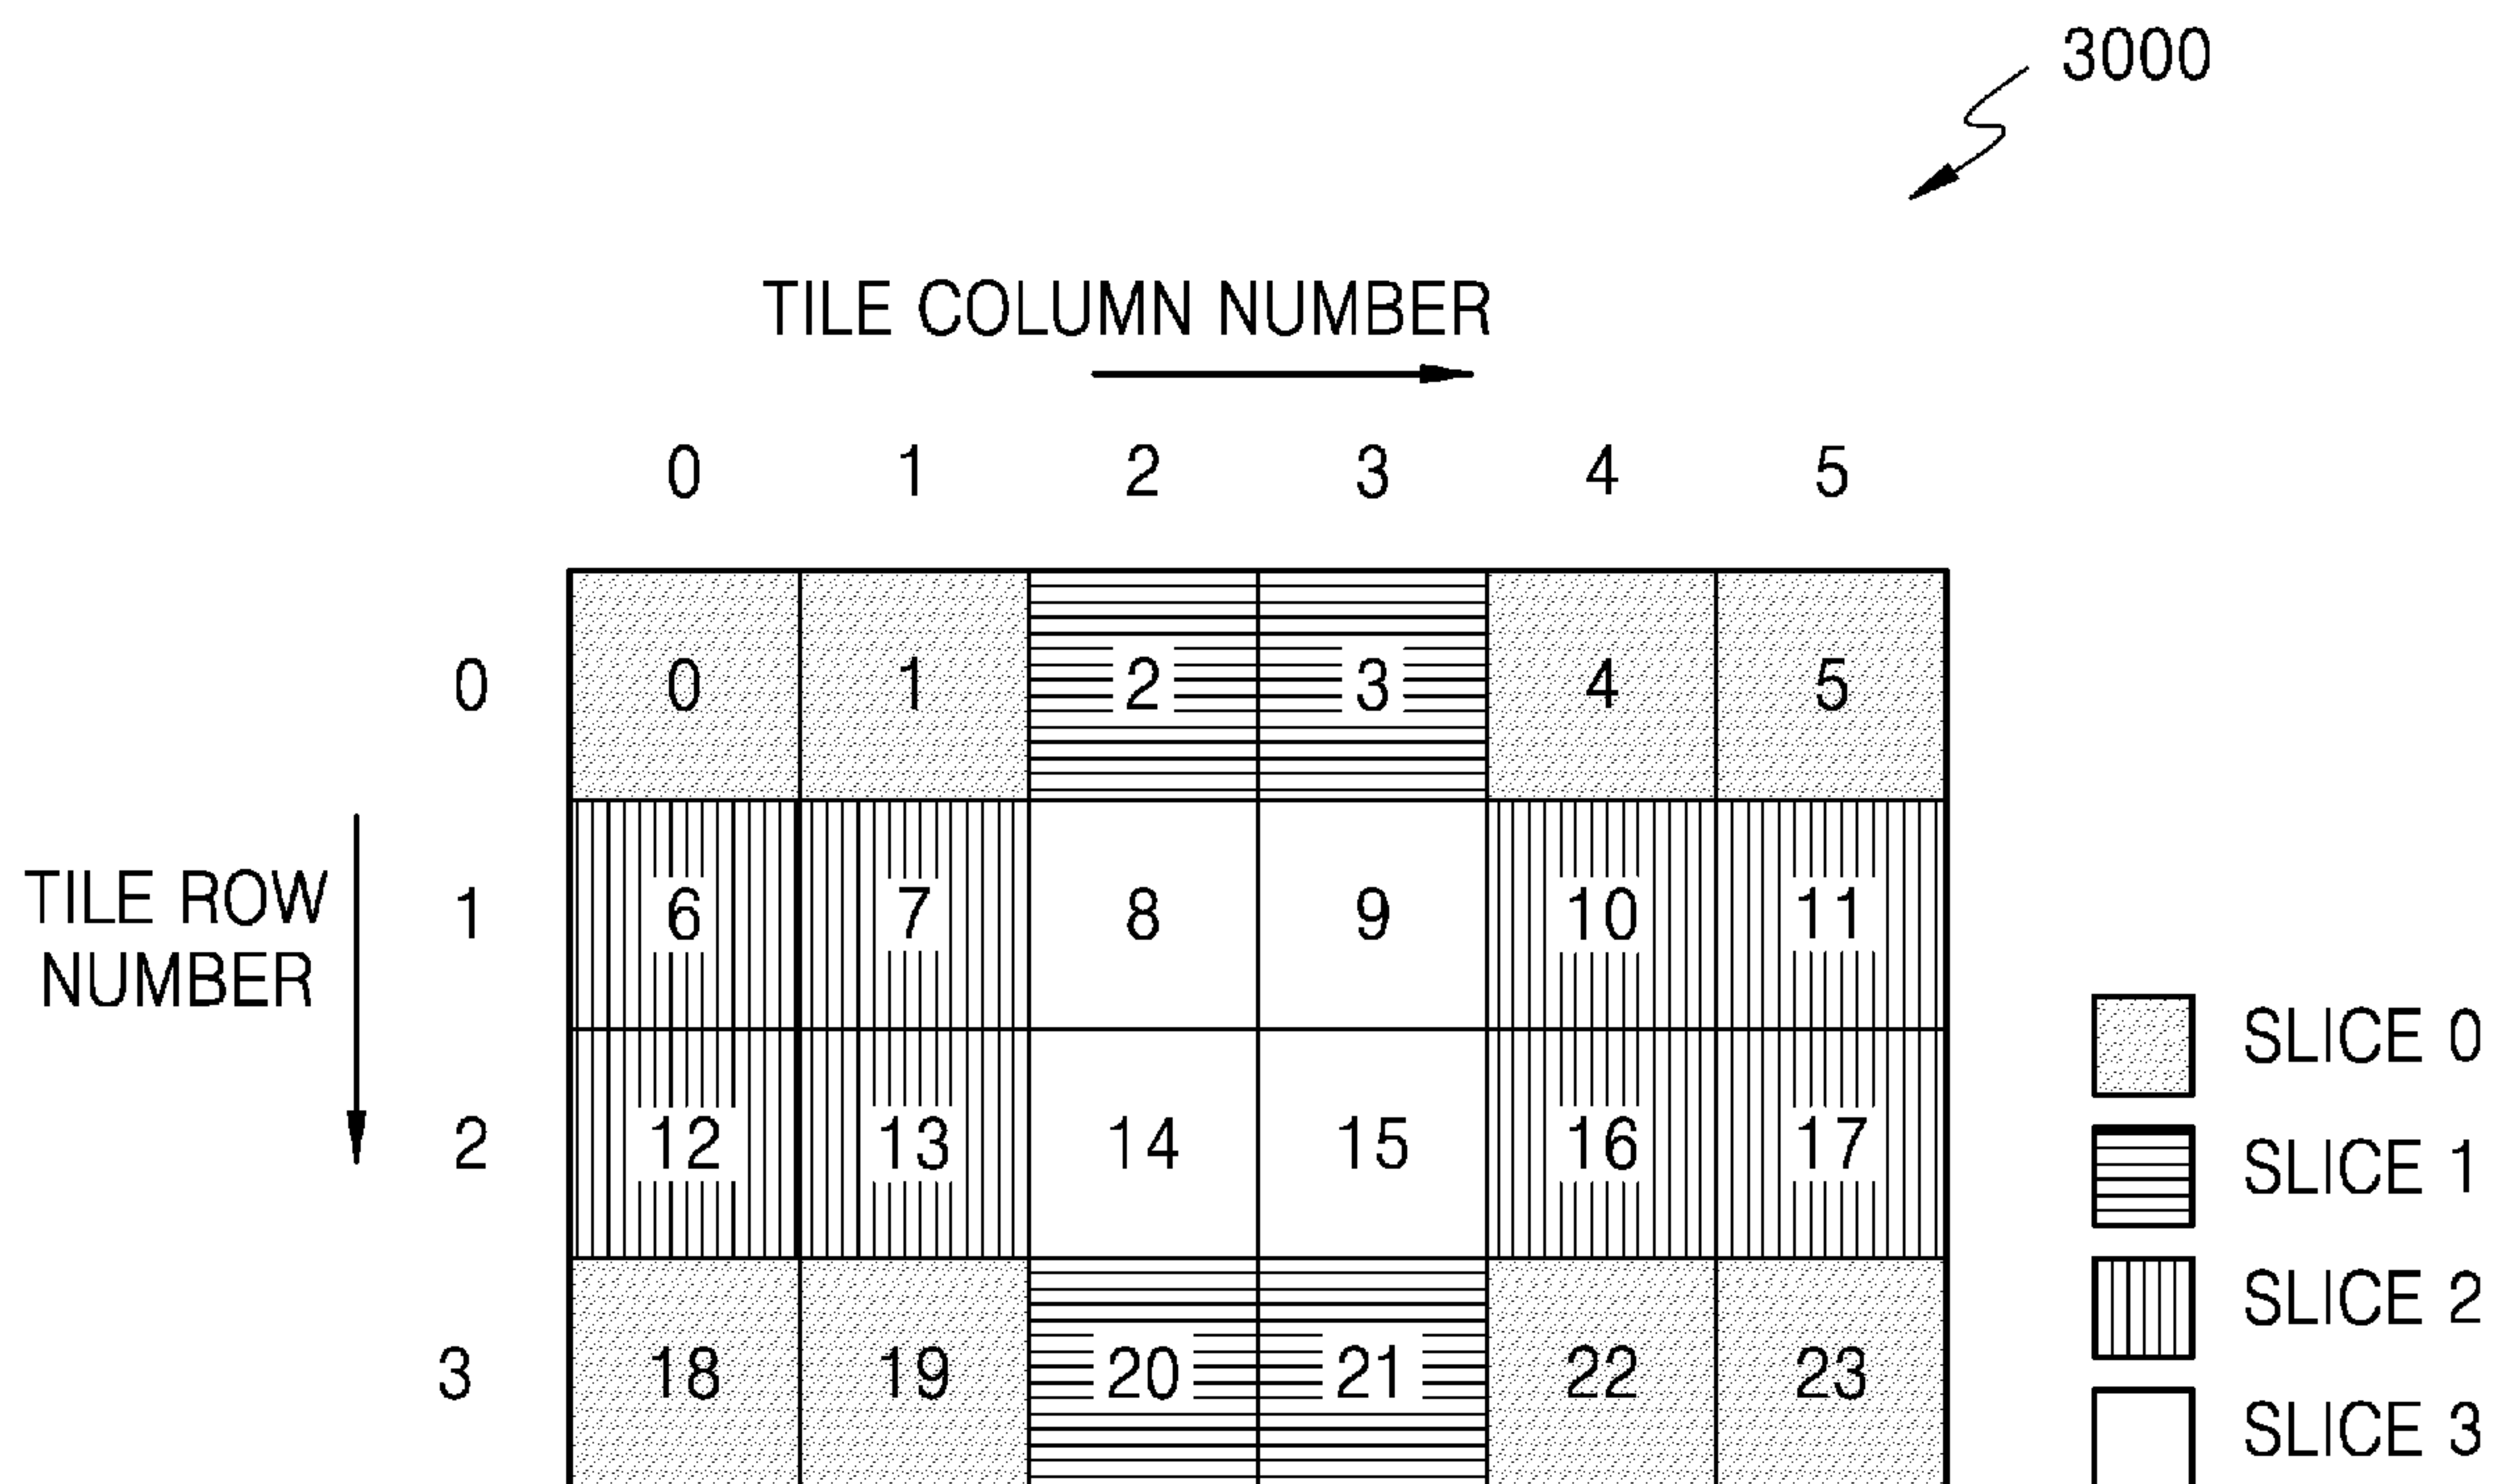 3000
TILE COLUMN NUMBER
0 1 2 3 4 5
0 0 1 2 3 4 5
TILE ROW
NUMBER
1 6 7 8 9 10 11
2 12 13 14 15 16 17
3 18 19 20 21 22 23
SLICE 0
SLICE 1
SLICE 2
SLICE 3